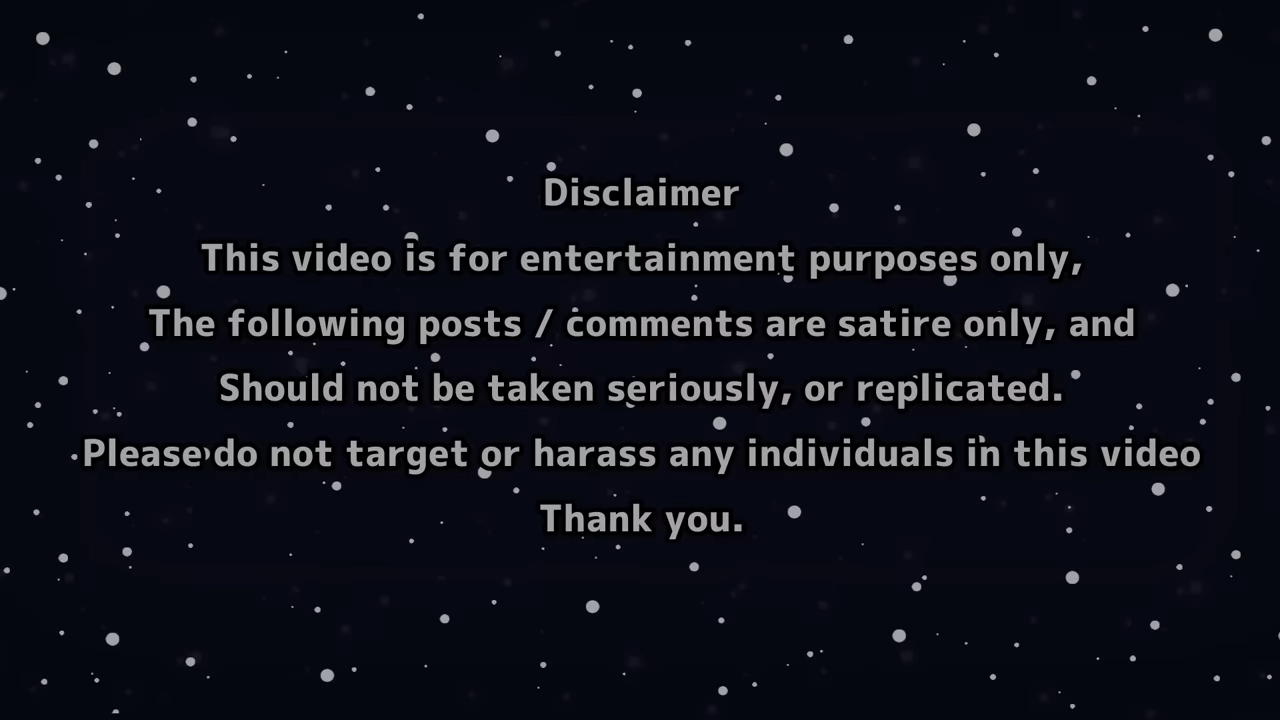 Disclaimer
This video is for entertainment purposes only,
The following posts / comments are satire only, and
Should not be taken seriously, or replicated.
Please do not target or harass any individuals in this video
Thank you.